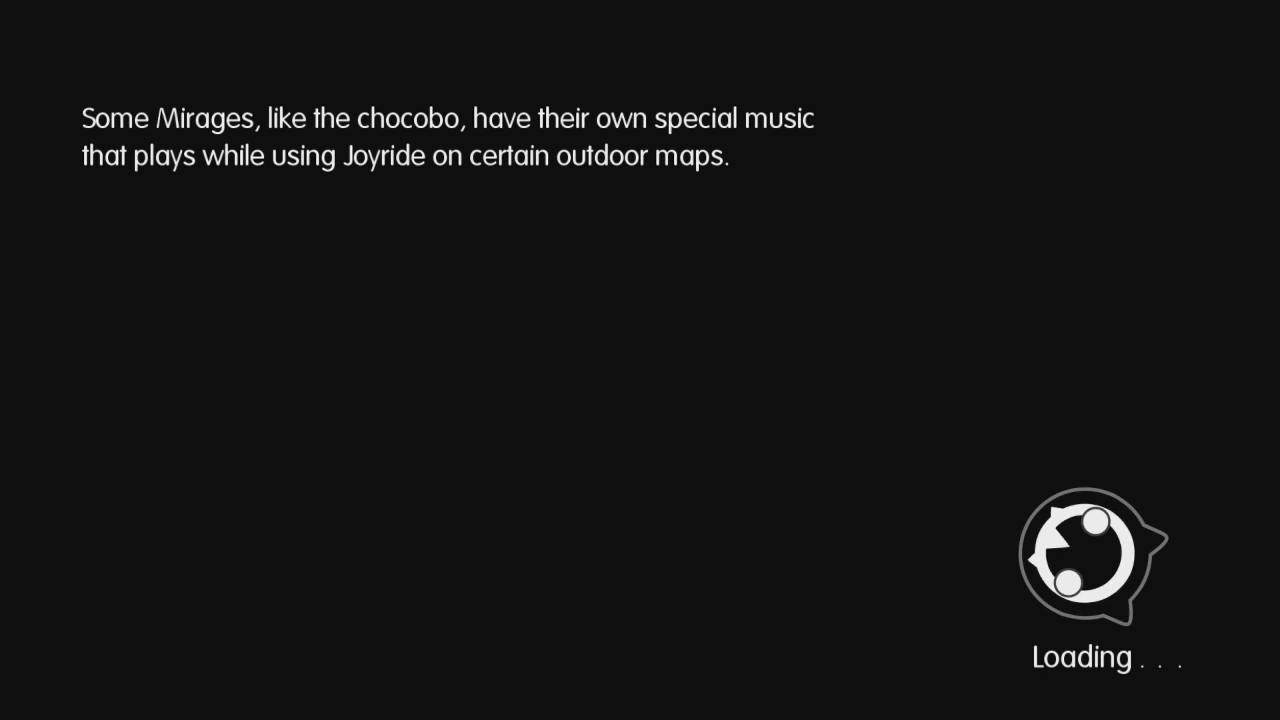 Some Mirages, like the chocobo, have their own special music
that plays while using Joyride on certain outdoor maps.
Loading . . .